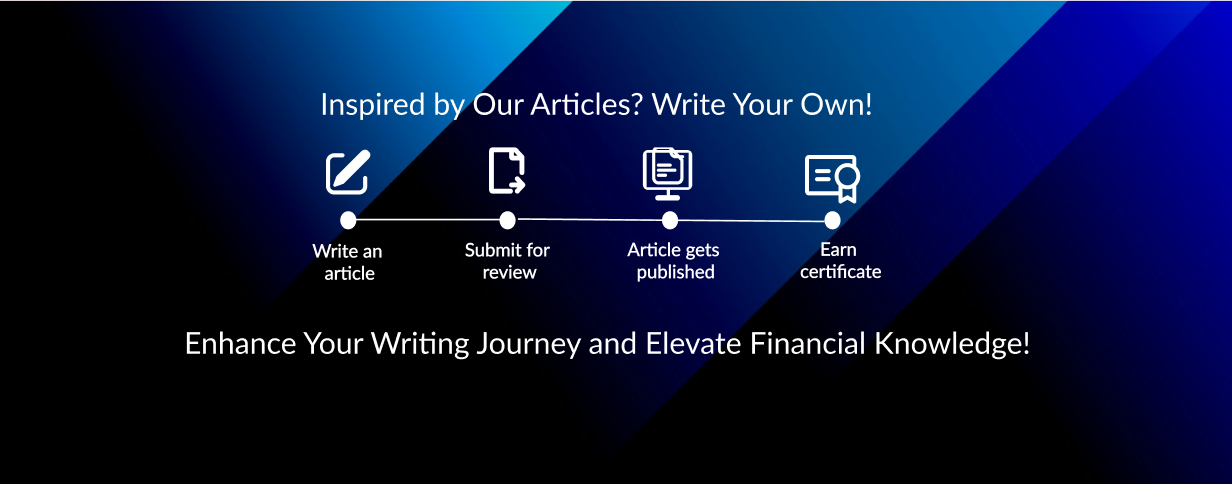 Inspired by Our Articles? Write Your Own!
Write an
article
Submit for
review
Article gets
published
Earn
certificate
Enhance Your Writing Journey and Elevate Financial Knowledge!